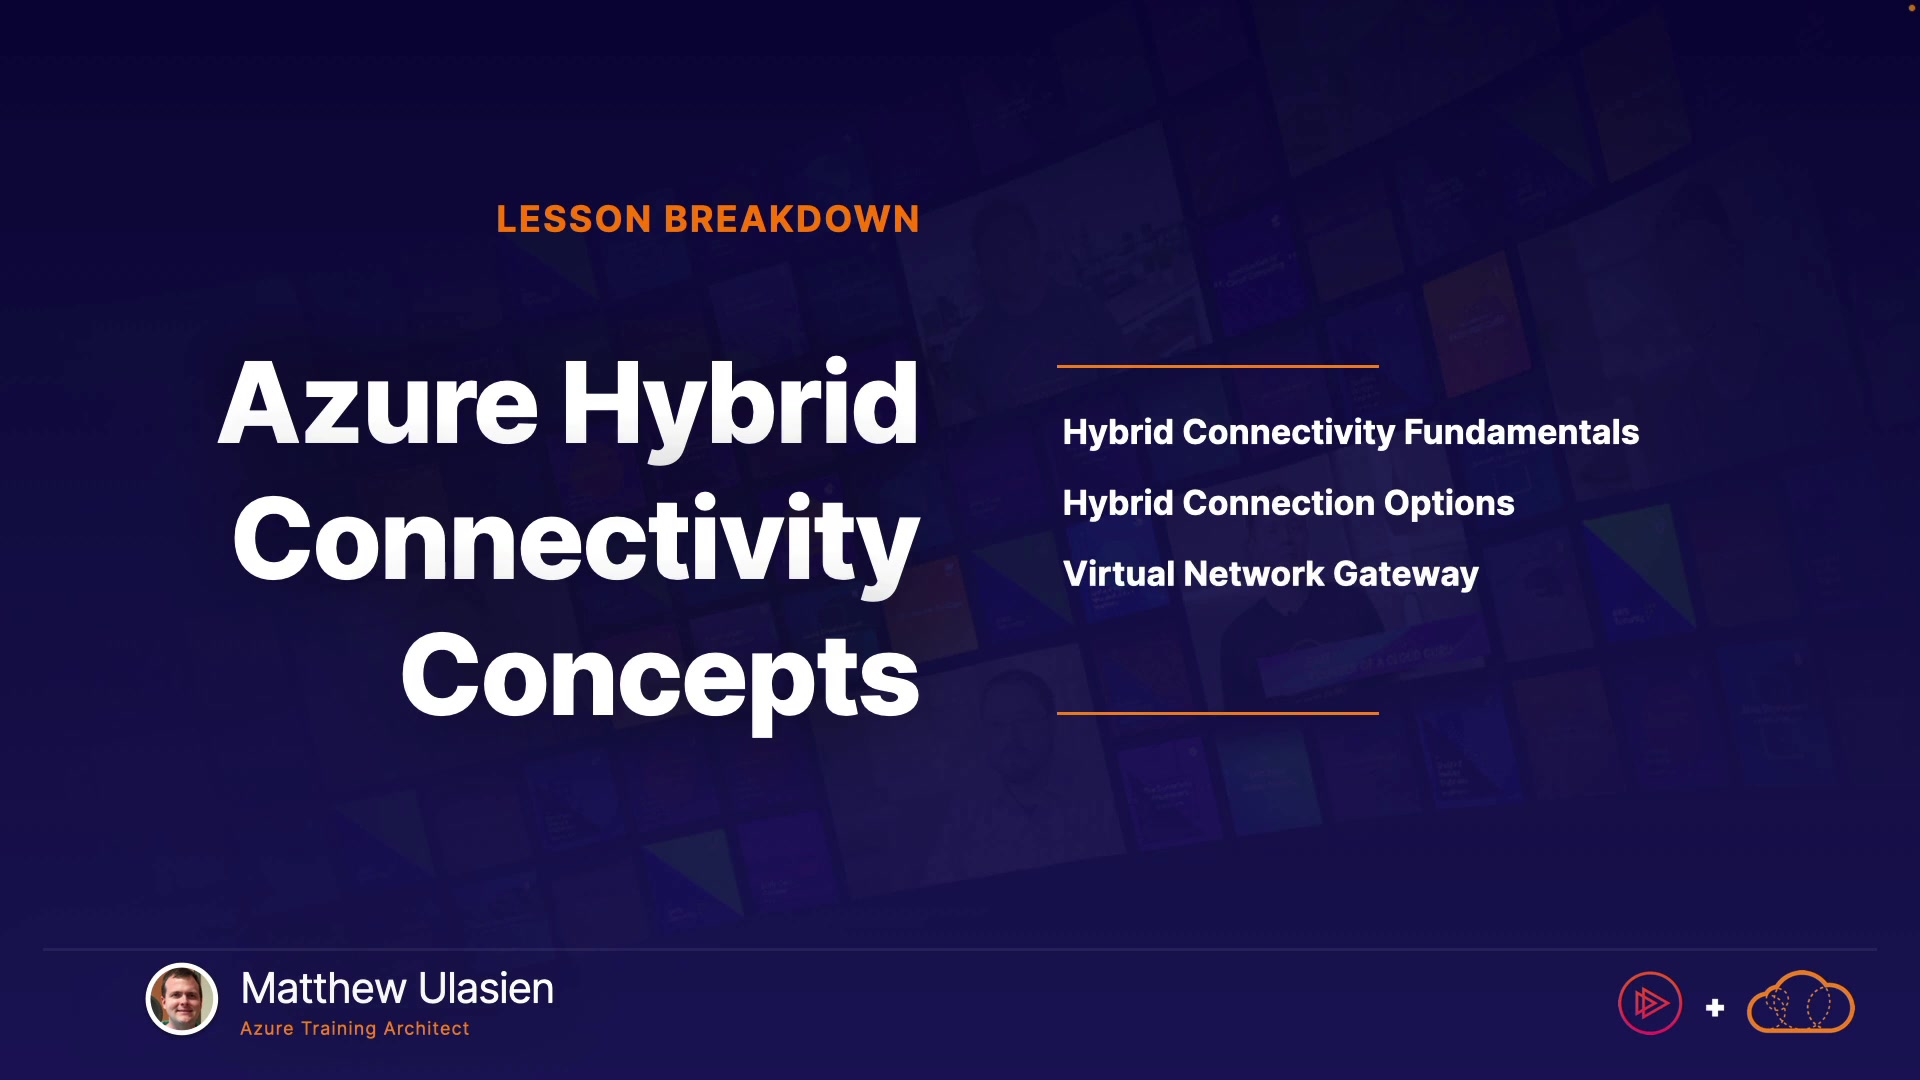 LESSON BREAKDOWN
Azure Hybrid
Connectivity
Concepts
Hybrid Connectivity Fundamentals
Hybrid Connection Options
Virtual Network Gateway
Matthew Ulasien
Azure Training Architect